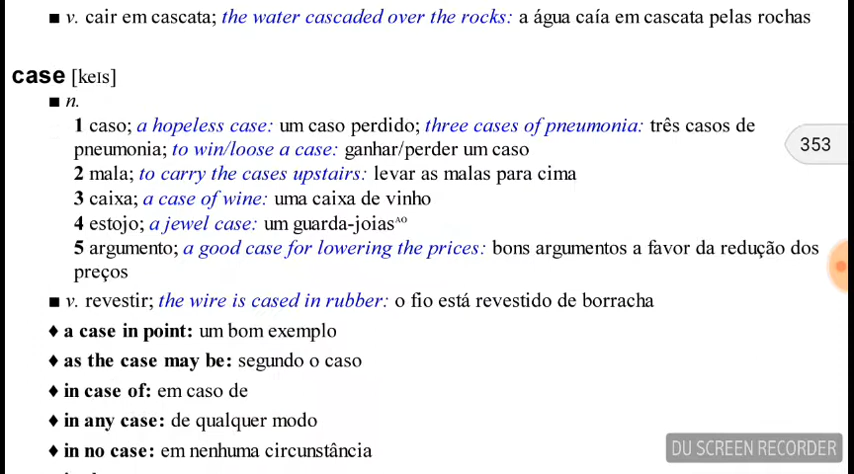 ■ v. cair em cascata; the water cascaded over the rocks: a água caía em cascata pelas rochas
case [keɪs]
■ n.
1 caso; a hopeless case: um caso perdido; three cases of pneumonia: três casos de
pneumonia; to win/loose a case: ganhar/perder um caso
353
2 mala; to carry the cases upstairs: levar as malas para cima
3 caixa; a case of wine: uma caixa de vinho
4 estojo; a jewel case: um guarda-joiasᴬᴼ
5 argumento; a good case for lowering the prices: bons argumentos a favor da redução dos
preços
■ v. revestir; the wire is cased in rubber: o fio está revestido de borracha
♦ a case in point: um bom exemplo
♦ as the case may be: segundo o caso
♦ in case of: em caso de
♦ in any case: de qualquer modo
♦ in no case: em nenhuma circunstância
DU SCREEN RECORDER